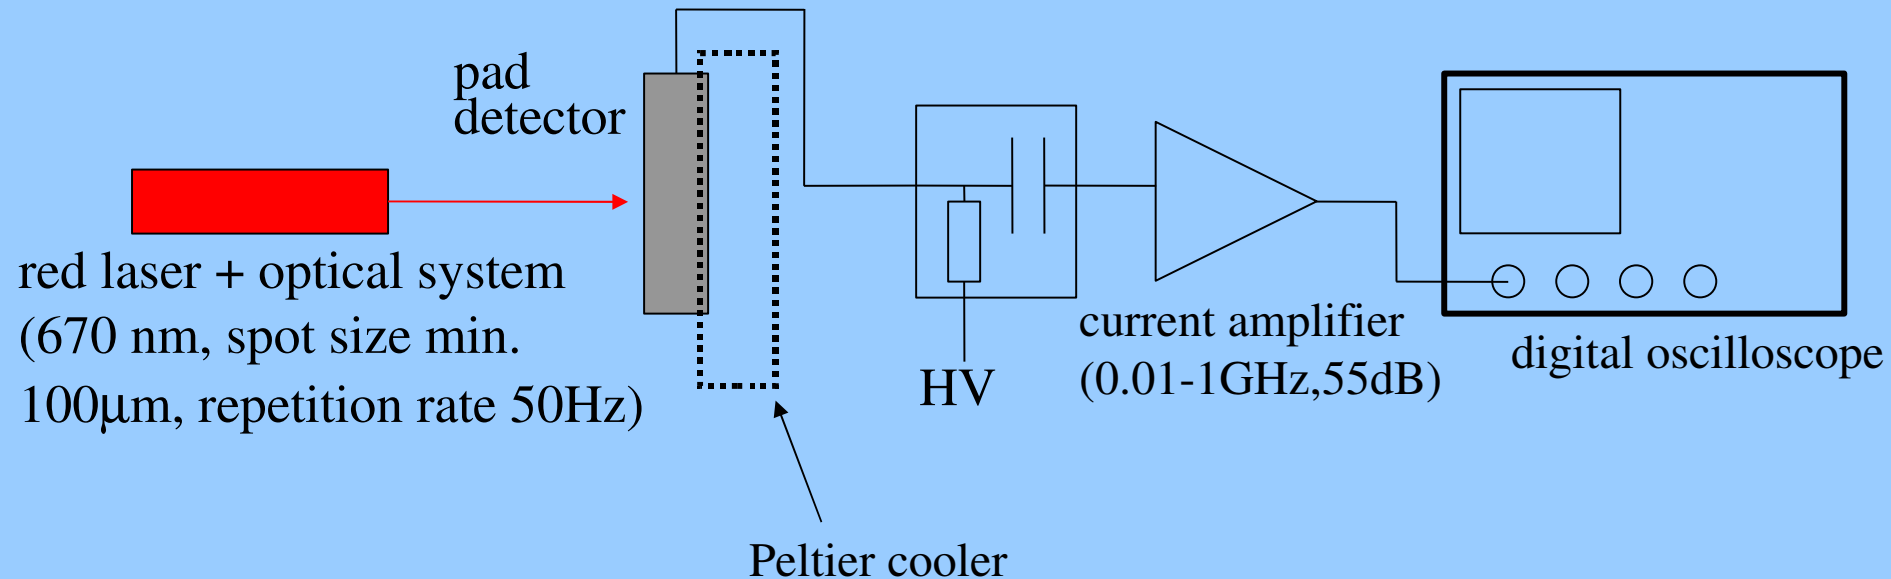 pad
detector
red laser + optical system
(670 nm, spot size min.
100μm, repetition rate 50Hz)
HV
current amplifier
(0.01-1GHz,55dB)
digital oscilloscope
Peltier cooler